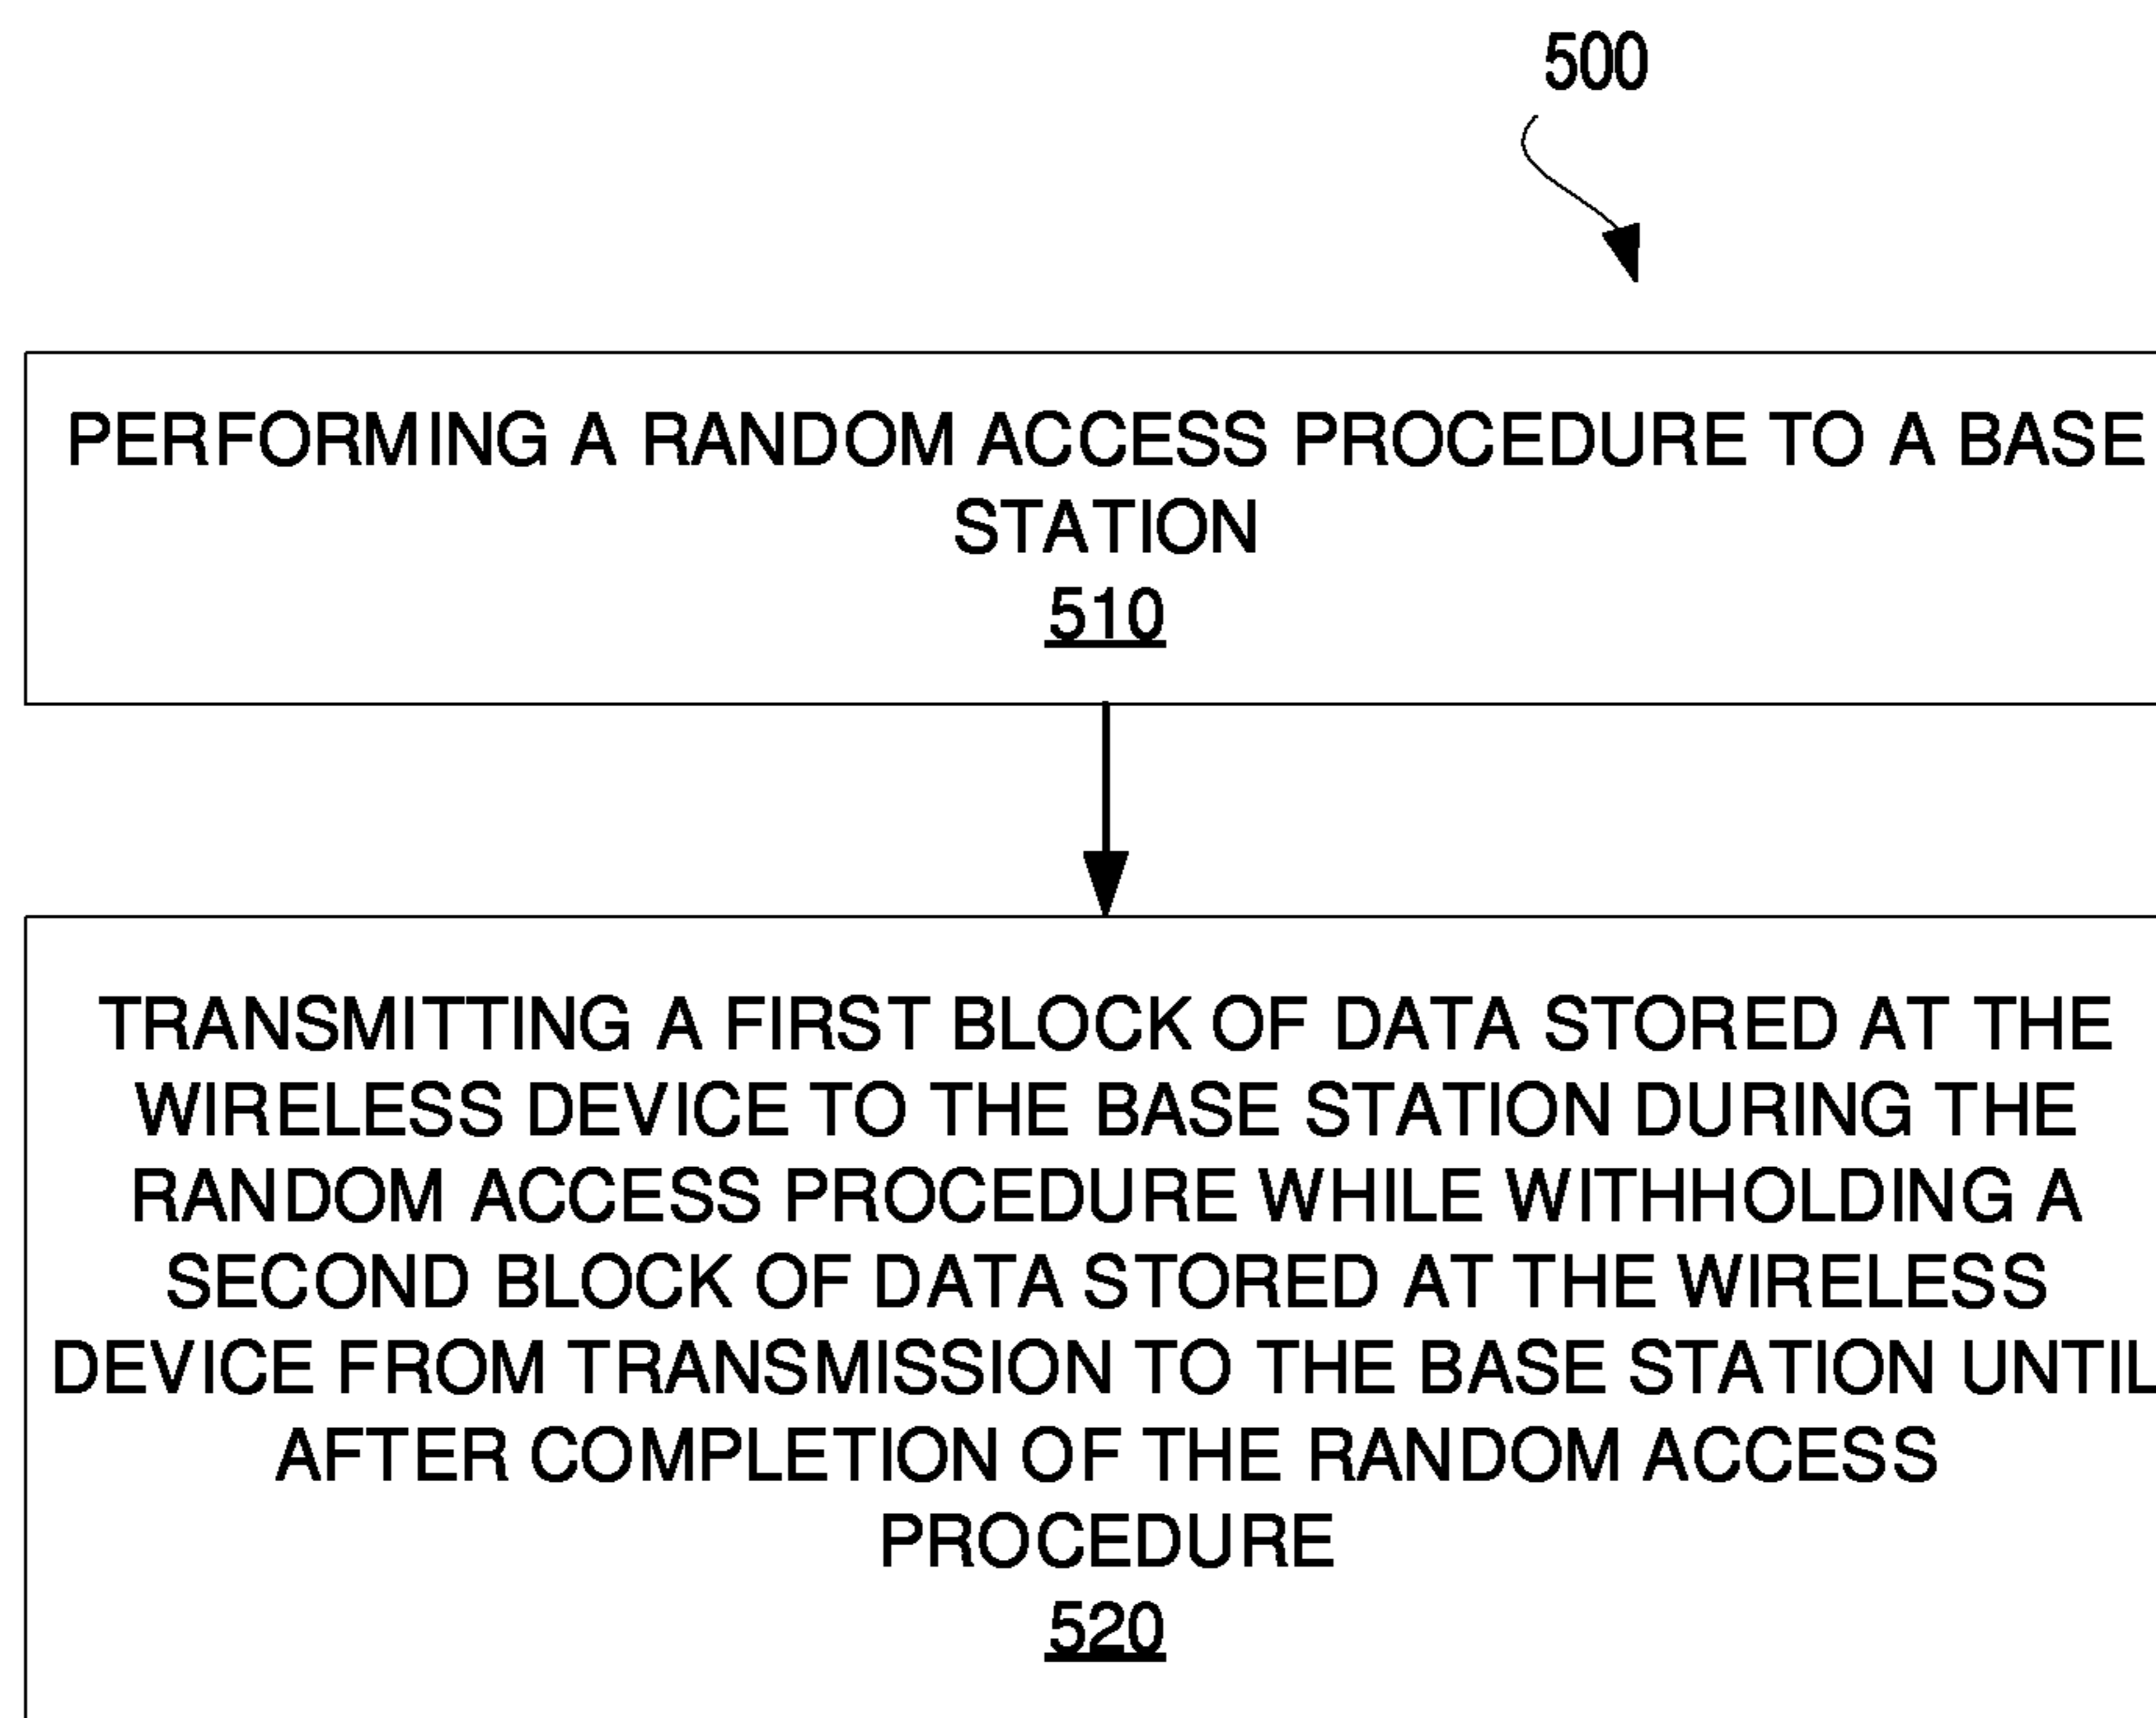 500
PERFORMING A RANDOM ACCESS PROCEDURE TO A BASE
STATION
510
TRANSMITTING A FIRST BLOCK OF DATA STORED AT THE
WIRELESS DEVICE TO THE BASE STATION DURING THE
RANDOM ACCESS PROCEDURE WHILE WITHHOLDING A
SECOND BLOCK OF DATA STORED AT THE WIRELESS
DEVICE FROM TRANSMISSION TO THE BASE STATION UNTIL
AFTER COMPLETION OF THE RANDOM ACCESS
PROCEDURE
520